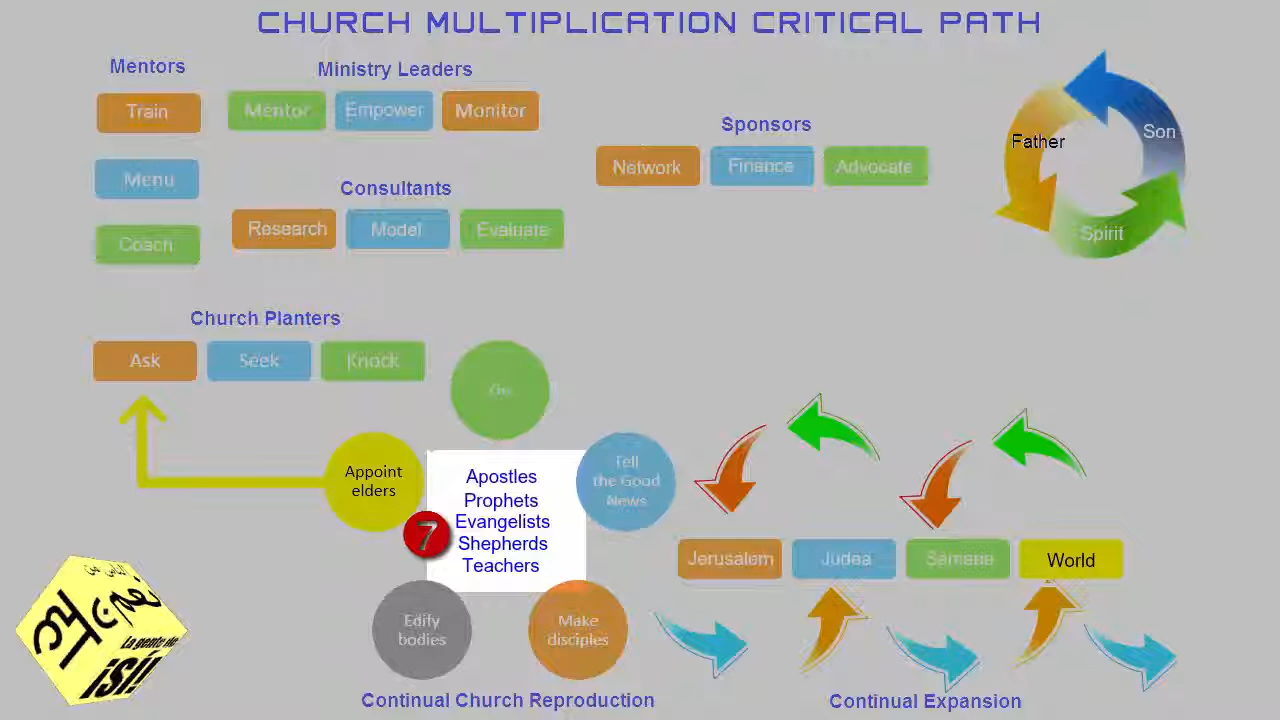 CHURCH MULTIPLICATION CRITICAL PATH
Mentors
Train
Menu
Coach
Ministry Leaders
Mentor
Empower
Monitor
Consultants
Research
Model
Evaluate
Sponsors
Network
Finance
Advocate
Father
Son
Spirit
Church Planters
Ask
Seek
Knock
Go
Tell
the Good
News
Make
disciples
Edify
bodies
Appoint
elders
Apostles
Prophets
Evangelists
Shepherds
Teachers
7
Jerusalem
Judea
Samaria
World
Continual Church Reproduction
Continual Expansion
La gente de
¡SÍ!